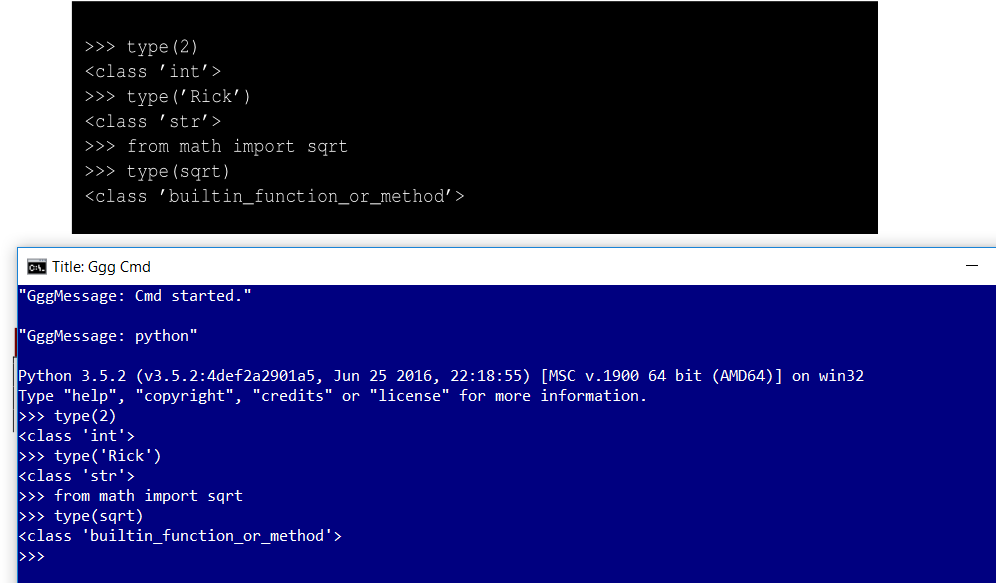 >>> type(2)
<class ′int′>
>>> type(′Rick′)
<class ′str′>
>>> from math import sqrt
>>> type(sqrt)
<class ′builtin_function_or_method′>
C:\. Title: Ggg Cmd
"GggMessage: Cmd started."
"GggMessage: python"
Python 3.5.2 (v3.5.2:4def2a2901a5, Jun 25 2016, 22:18:55) [MSC v.1900 64 bit (AMD64)] on win32
Type "help", "copyright", "credits" or "license" for more information.
>>> type(2)
<class 'int'>
>>> type('Rick')
<class 'str'>
>>> from math import sqrt
>>> type(sqrt)
<class 'builtin_function_or_method'>
>>>